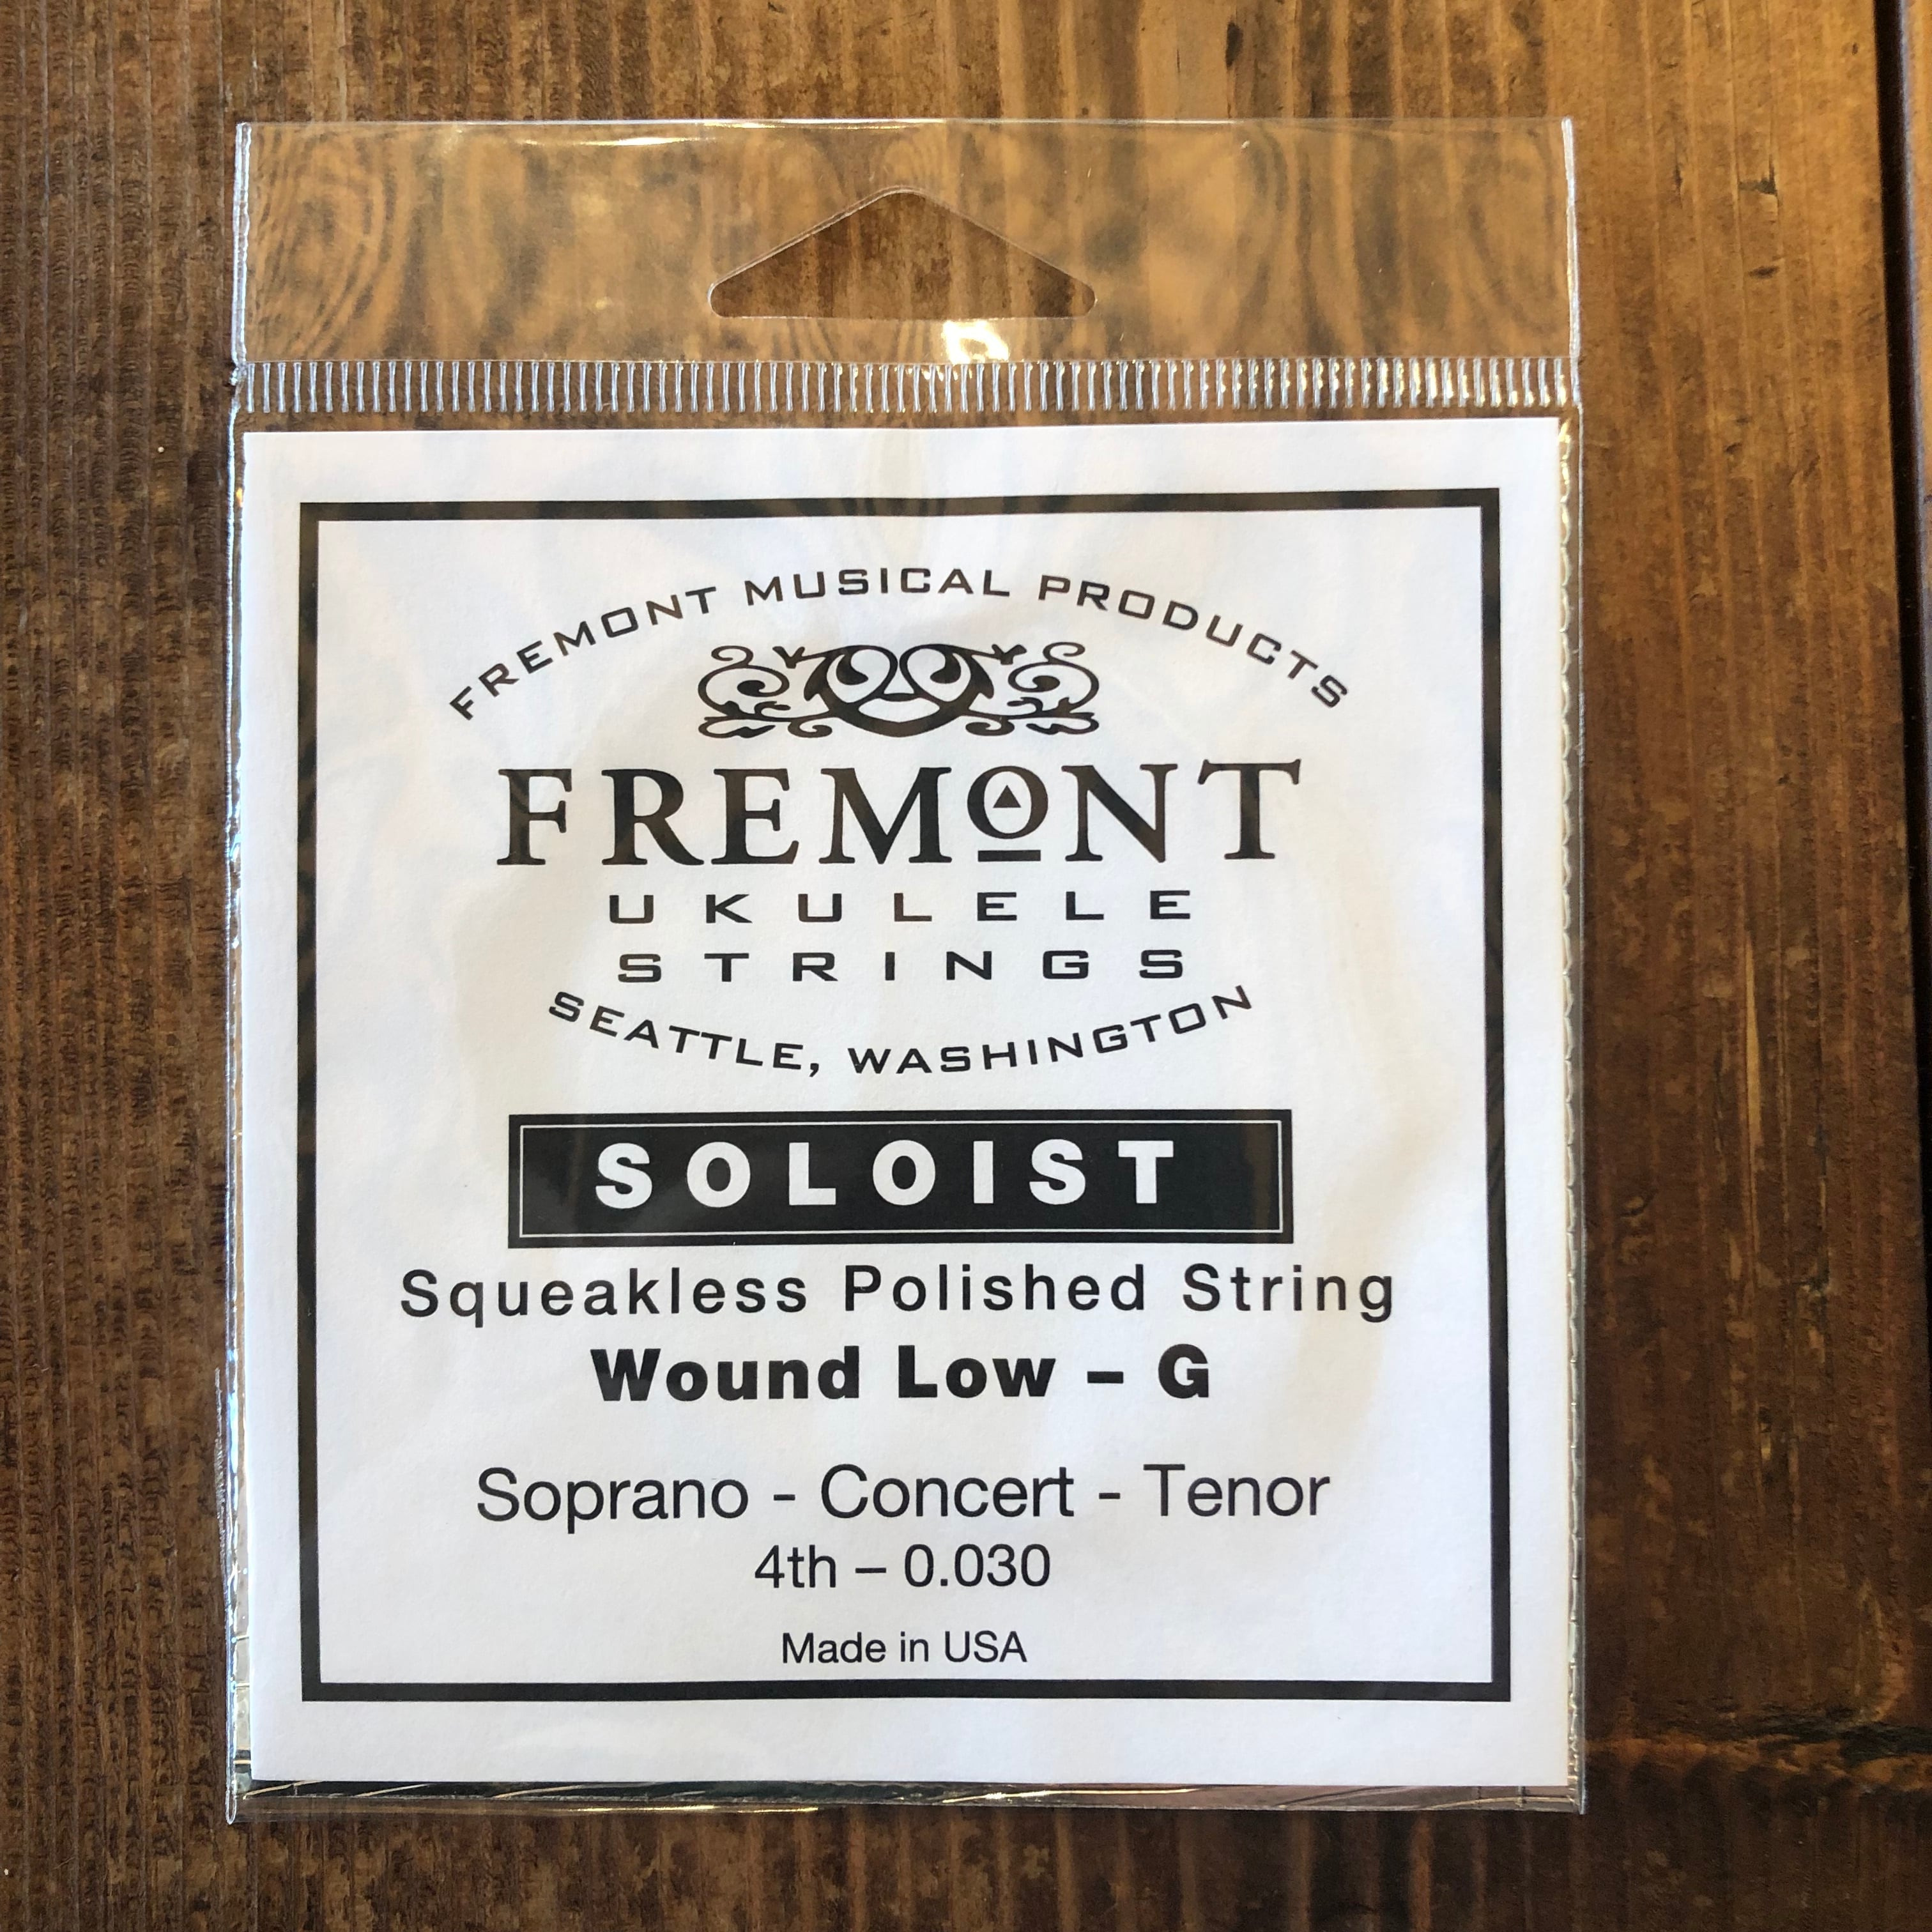 FREMONT MUSICAL PRODUCTS
FREMONT
UKULELE
STRINGS
SEATTLE, WASHINGTON
SOLOIST
Squeakless Polished String
Wound Low – G
Soprano - Concert - Tenor
4th – 0.030
Made in USA